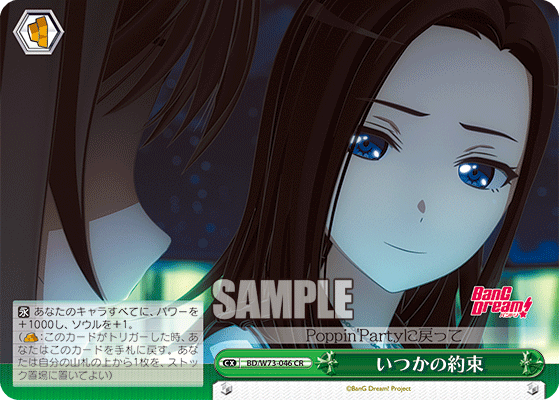 SAMPLE
BanG Dream!
バンドリ!
Poppin'Partyに戻って
永 あなたのキャラすべてに、パワーを
+1000し、ソウルを+1。
( :このカードがトリガーした時、あ
なたはこのカードを手札に戻す。あな
たは自分の山札の上から1枚を、ストッ
ク置場に置いてよい)
CX BD/W73-046 CR いつかの約束
©BanG Dream! Project